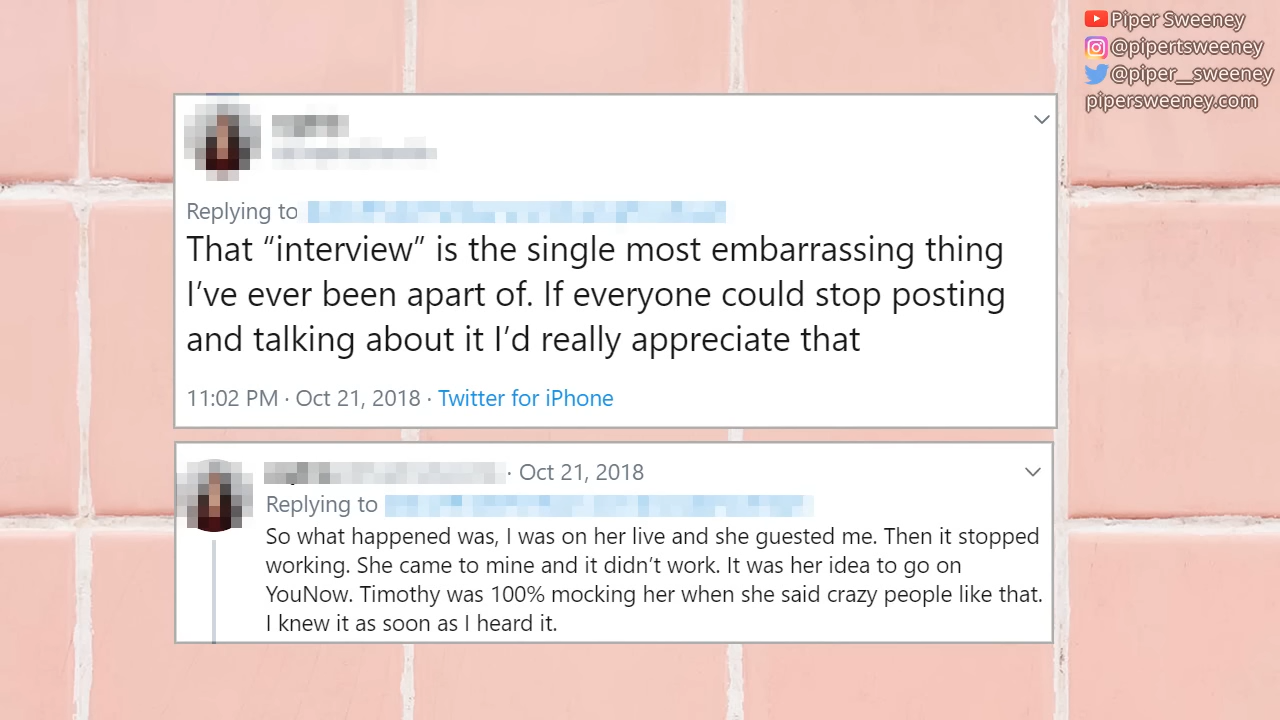 Piper Sweeney
@pipertsweeney
@piper__sweeney
pipersweeney.com
Replying to
That “interview” is the single most embarrassing thing
I’ve ever been apart of. If everyone could stop posting
and talking about it I’d really appreciate that
11:02 PM · Oct 21, 2018 · Twitter for iPhone
· Oct 21, 2018
Replying to
So what happened was, I was on her live and she guested me. Then it stopped
working. She came to mine and it didn’t work. It was her idea to go on
YouNow. Timothy was 100% mocking her when she said crazy people like that.
I knew it as soon as I heard it.